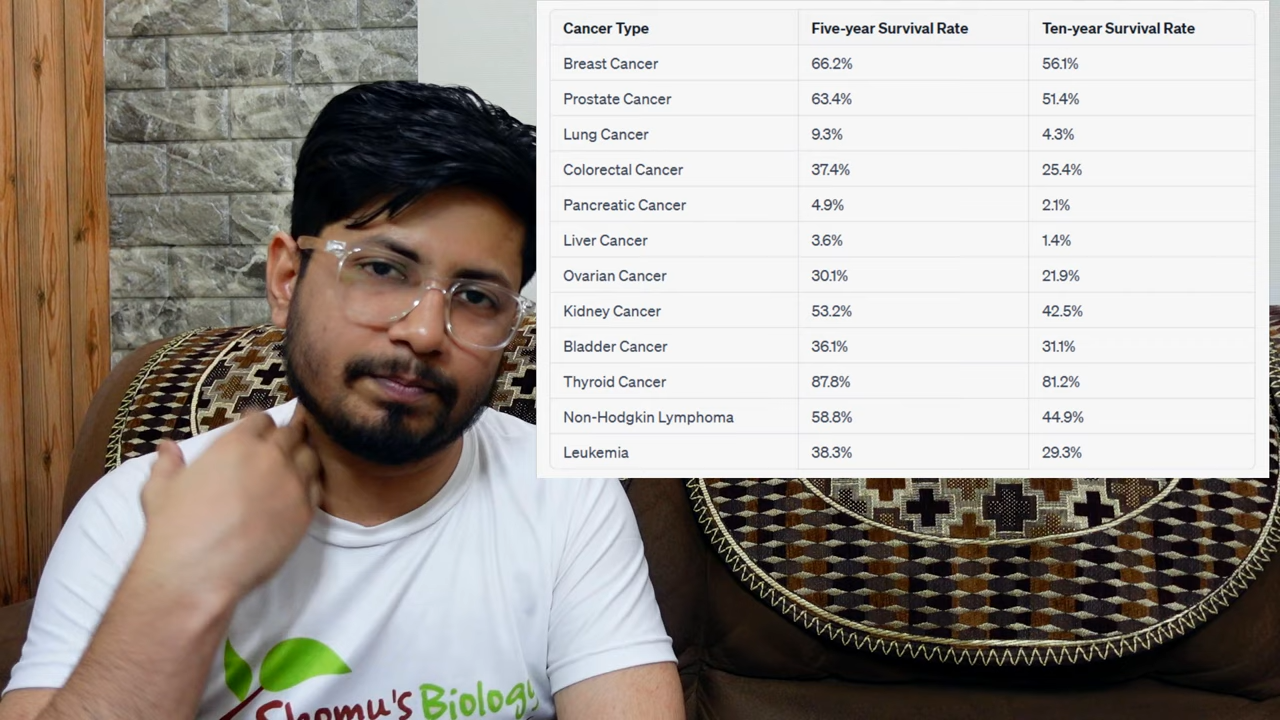 Cancer Type Five-year Survival Rate Ten-year Survival Rate
Breast Cancer 66.2% 56.1%
Prostate Cancer 63.4% 51.4%
Lung Cancer 9.3% 4.3%
Colorectal Cancer 37.4% 25.4%
Pancreatic Cancer 4.9% 2.1%
Liver Cancer 3.6% 1.4%
Ovarian Cancer 30.1% 21.9%
Kidney Cancer 53.2% 42.5%
Bladder Cancer 36.1% 31.1%
Thyroid Cancer 87.8% 81.2%
Non-Hodgkin Lymphoma 58.8% 44.9%
Leukemia 38.3% 29.3%
Shomu's Biology